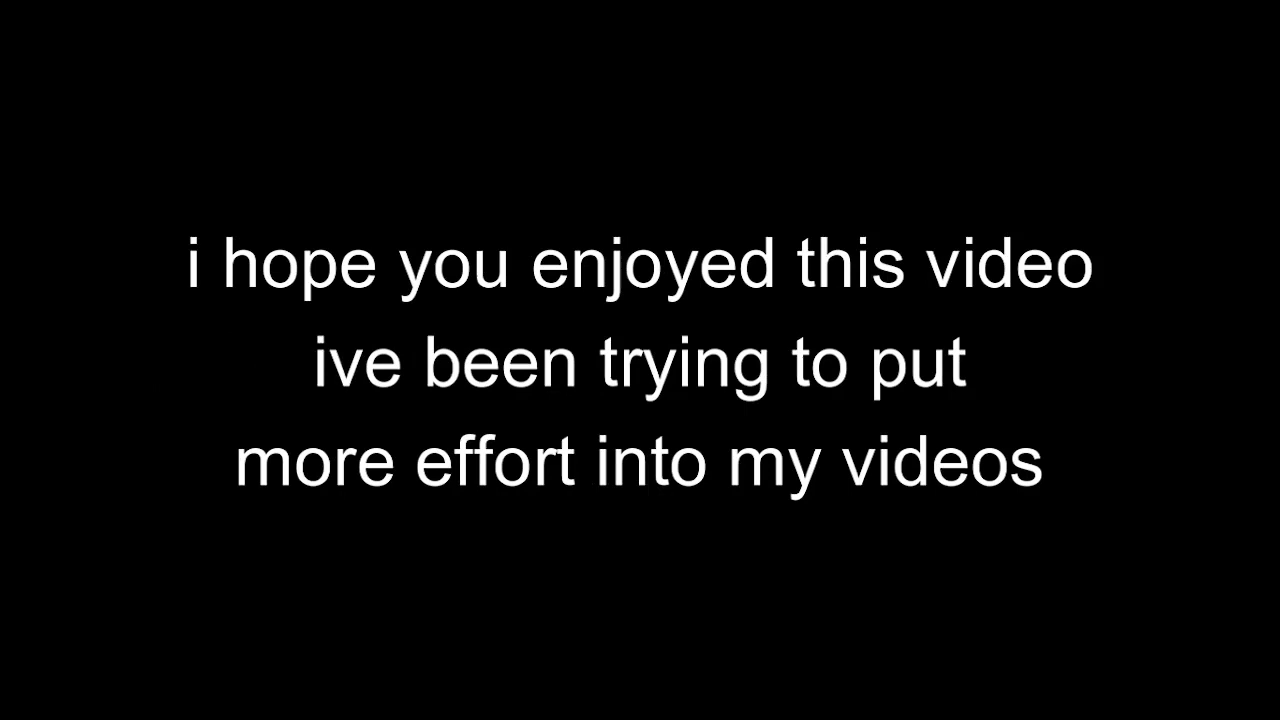 i hope you enjoyed this video
ive been trying to put
more effort into my videos